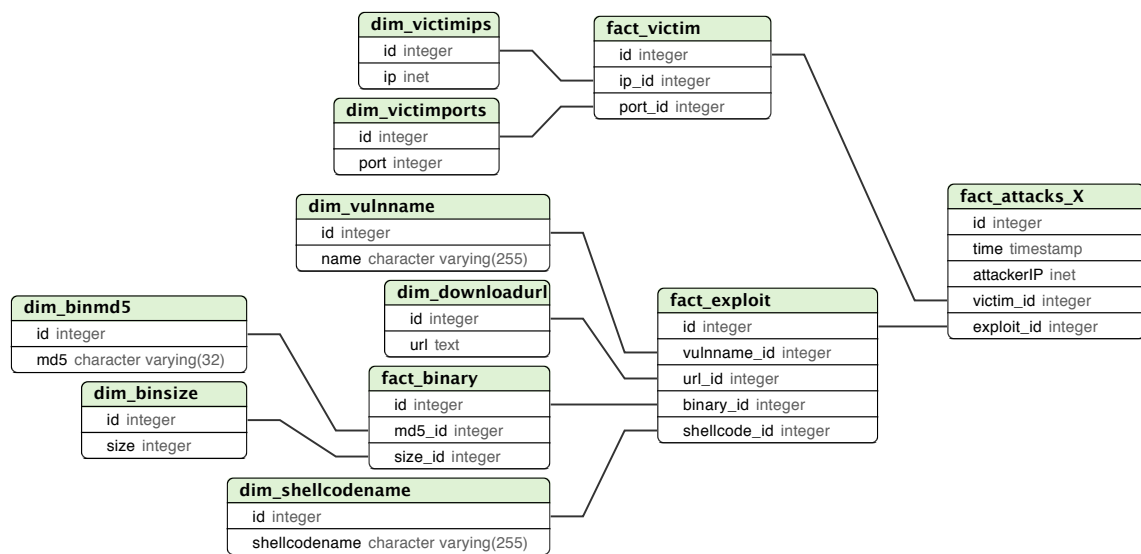 dim_victimips
id integer
ip inet
fact_victim
id integer
ip_id integer
port_id integer
dim_victimports
id integer
port integer
fact_attacks_X
id integer
time timestamp
attackerIP inet
victim_id integer
exploit_id integer
dim_vulnname
id integer
name character varying(255)
dim_downloadurl
id integer
url text
fact_exploit
id integer
vulnname_id integer
url_id integer
binary_id integer
shellcode_id integer
dim_binmd5
id integer
md5 character varying(32)
fact_binary
id integer
md5_id integer
size_id integer
dim_binsize
id integer
size integer
dim_shellcodename
id integer
shellcodename character varying(255)